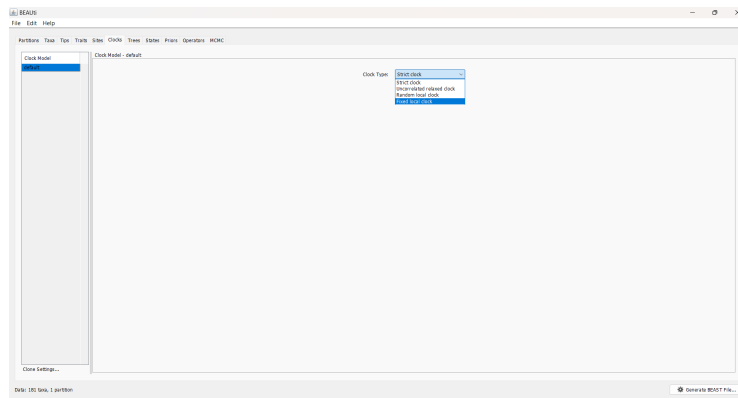 BEAUti
File Edit Help
Partitions Taxa Tips Traits Sites Clocks Trees States Priors Operators MCMC
Clock Model
default
Clock Model - default
Clock Type: Strict clock
Strict clock
Uncorrelated relaxed clock
Random local clock
Fixed local clock
Clone Settings...
Data: 181 taxa, 1 partition
Generate BEAST File...